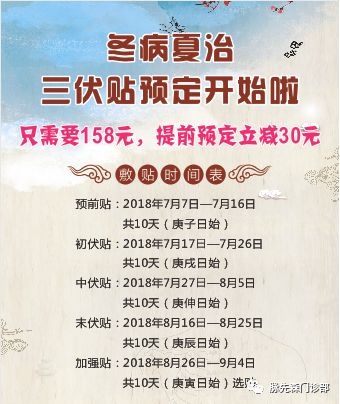 冬病夏治
三伏贴预定开始啦
只需要158元，提前预定立减30元
敷贴时间表
预前贴：2018年7月7日—7月16日
共10天（庚子日始）
初伏贴：2018年7月17日—7月26日
共10天（庚戌日始）
中伏贴：2018年7月27日—8月5日
共10天（庚伸日始）
末伏贴：2018年8月16日—8月25日
共10天（庚辰日始）
加强贴：2018年8月26日—9月4日
共10天（庚寅日始）选贴
脉先森门诊部